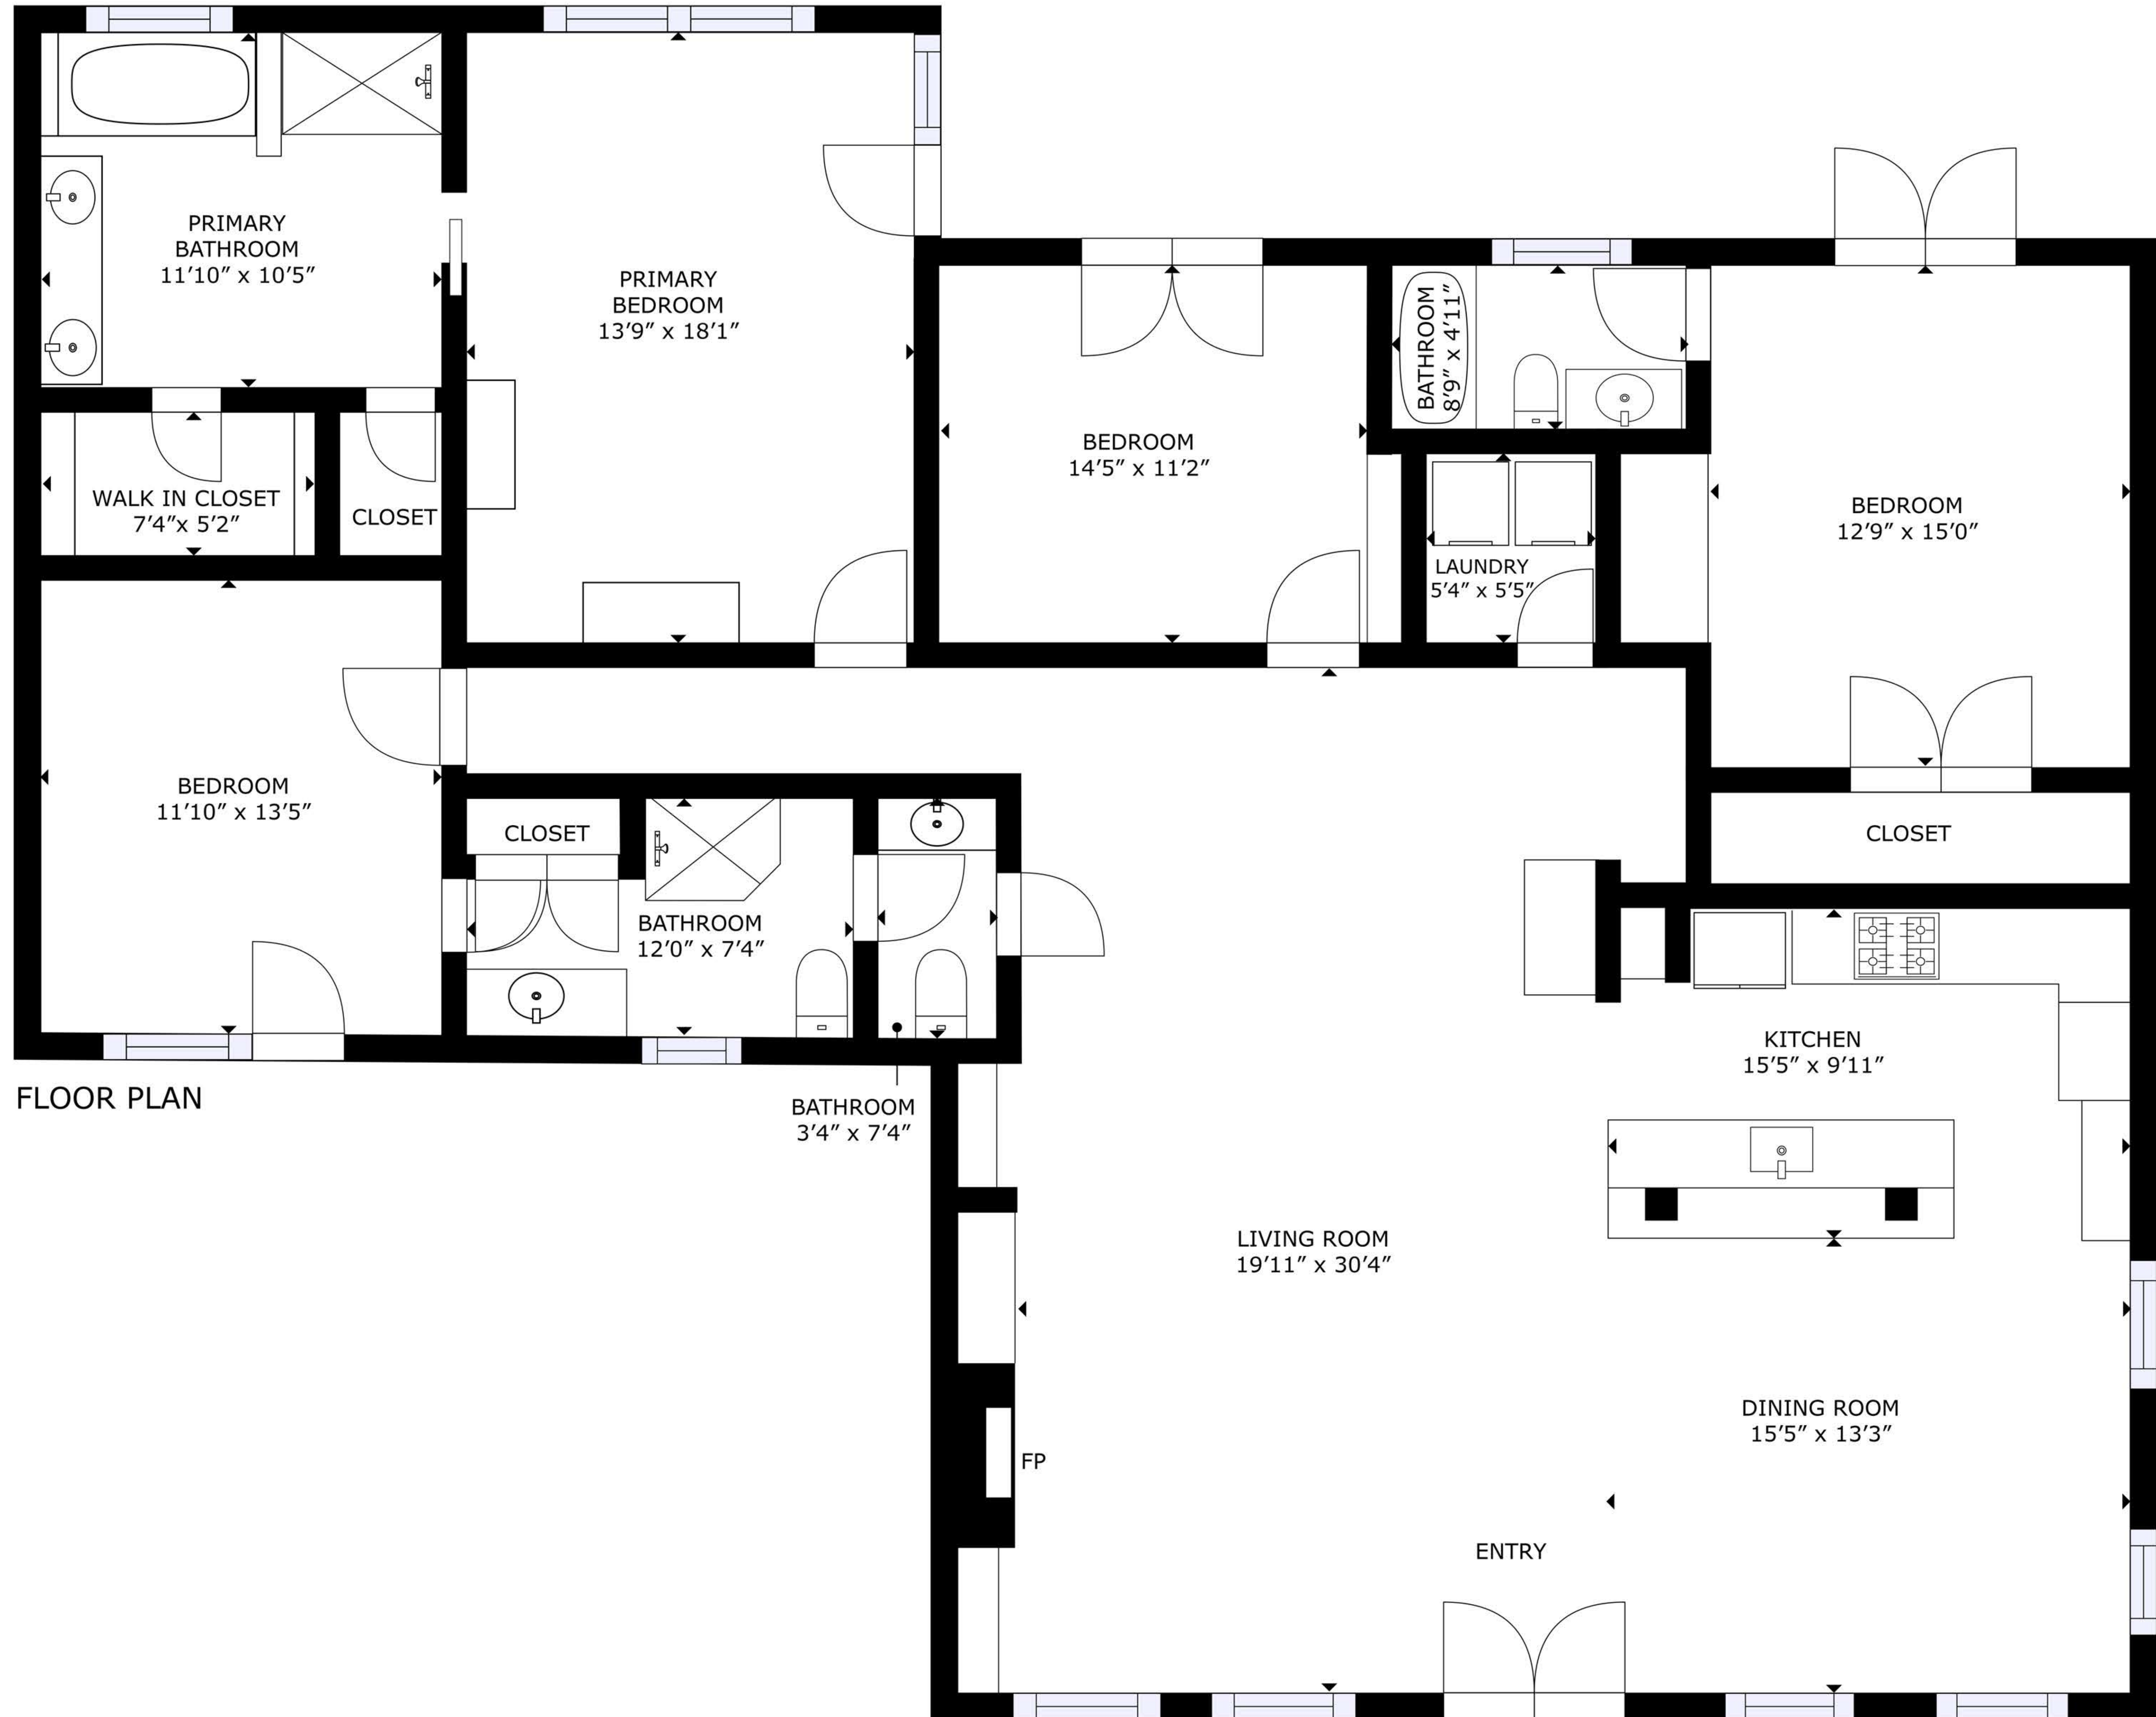 PRIMARY
BATHROOM
11'10" x 10'5"
PRIMARY
BEDROOM
13'9" x 18'1"
BATHROOM
8'9" x 4'11"
BEDROOM
14'5" x 11'2"
BEDROOM
12'9" x 15'0"
WALK IN CLOSET
7'4"x 5'2"
CLOSET
LAUNDRY
5'4" x 5'5"
BEDROOM
11'10" x 13'5"
CLOSET
BATHROOM
12'0" x 7'4"
CLOSET
KITCHEN
15'5" x 9'11"
FLOOR PLAN
BATHROOM
3'4" x 7'4"
LIVING ROOM
19'11" x 30'4"
DINING ROOM
15'5" x 13'3"
FP
ENTRY